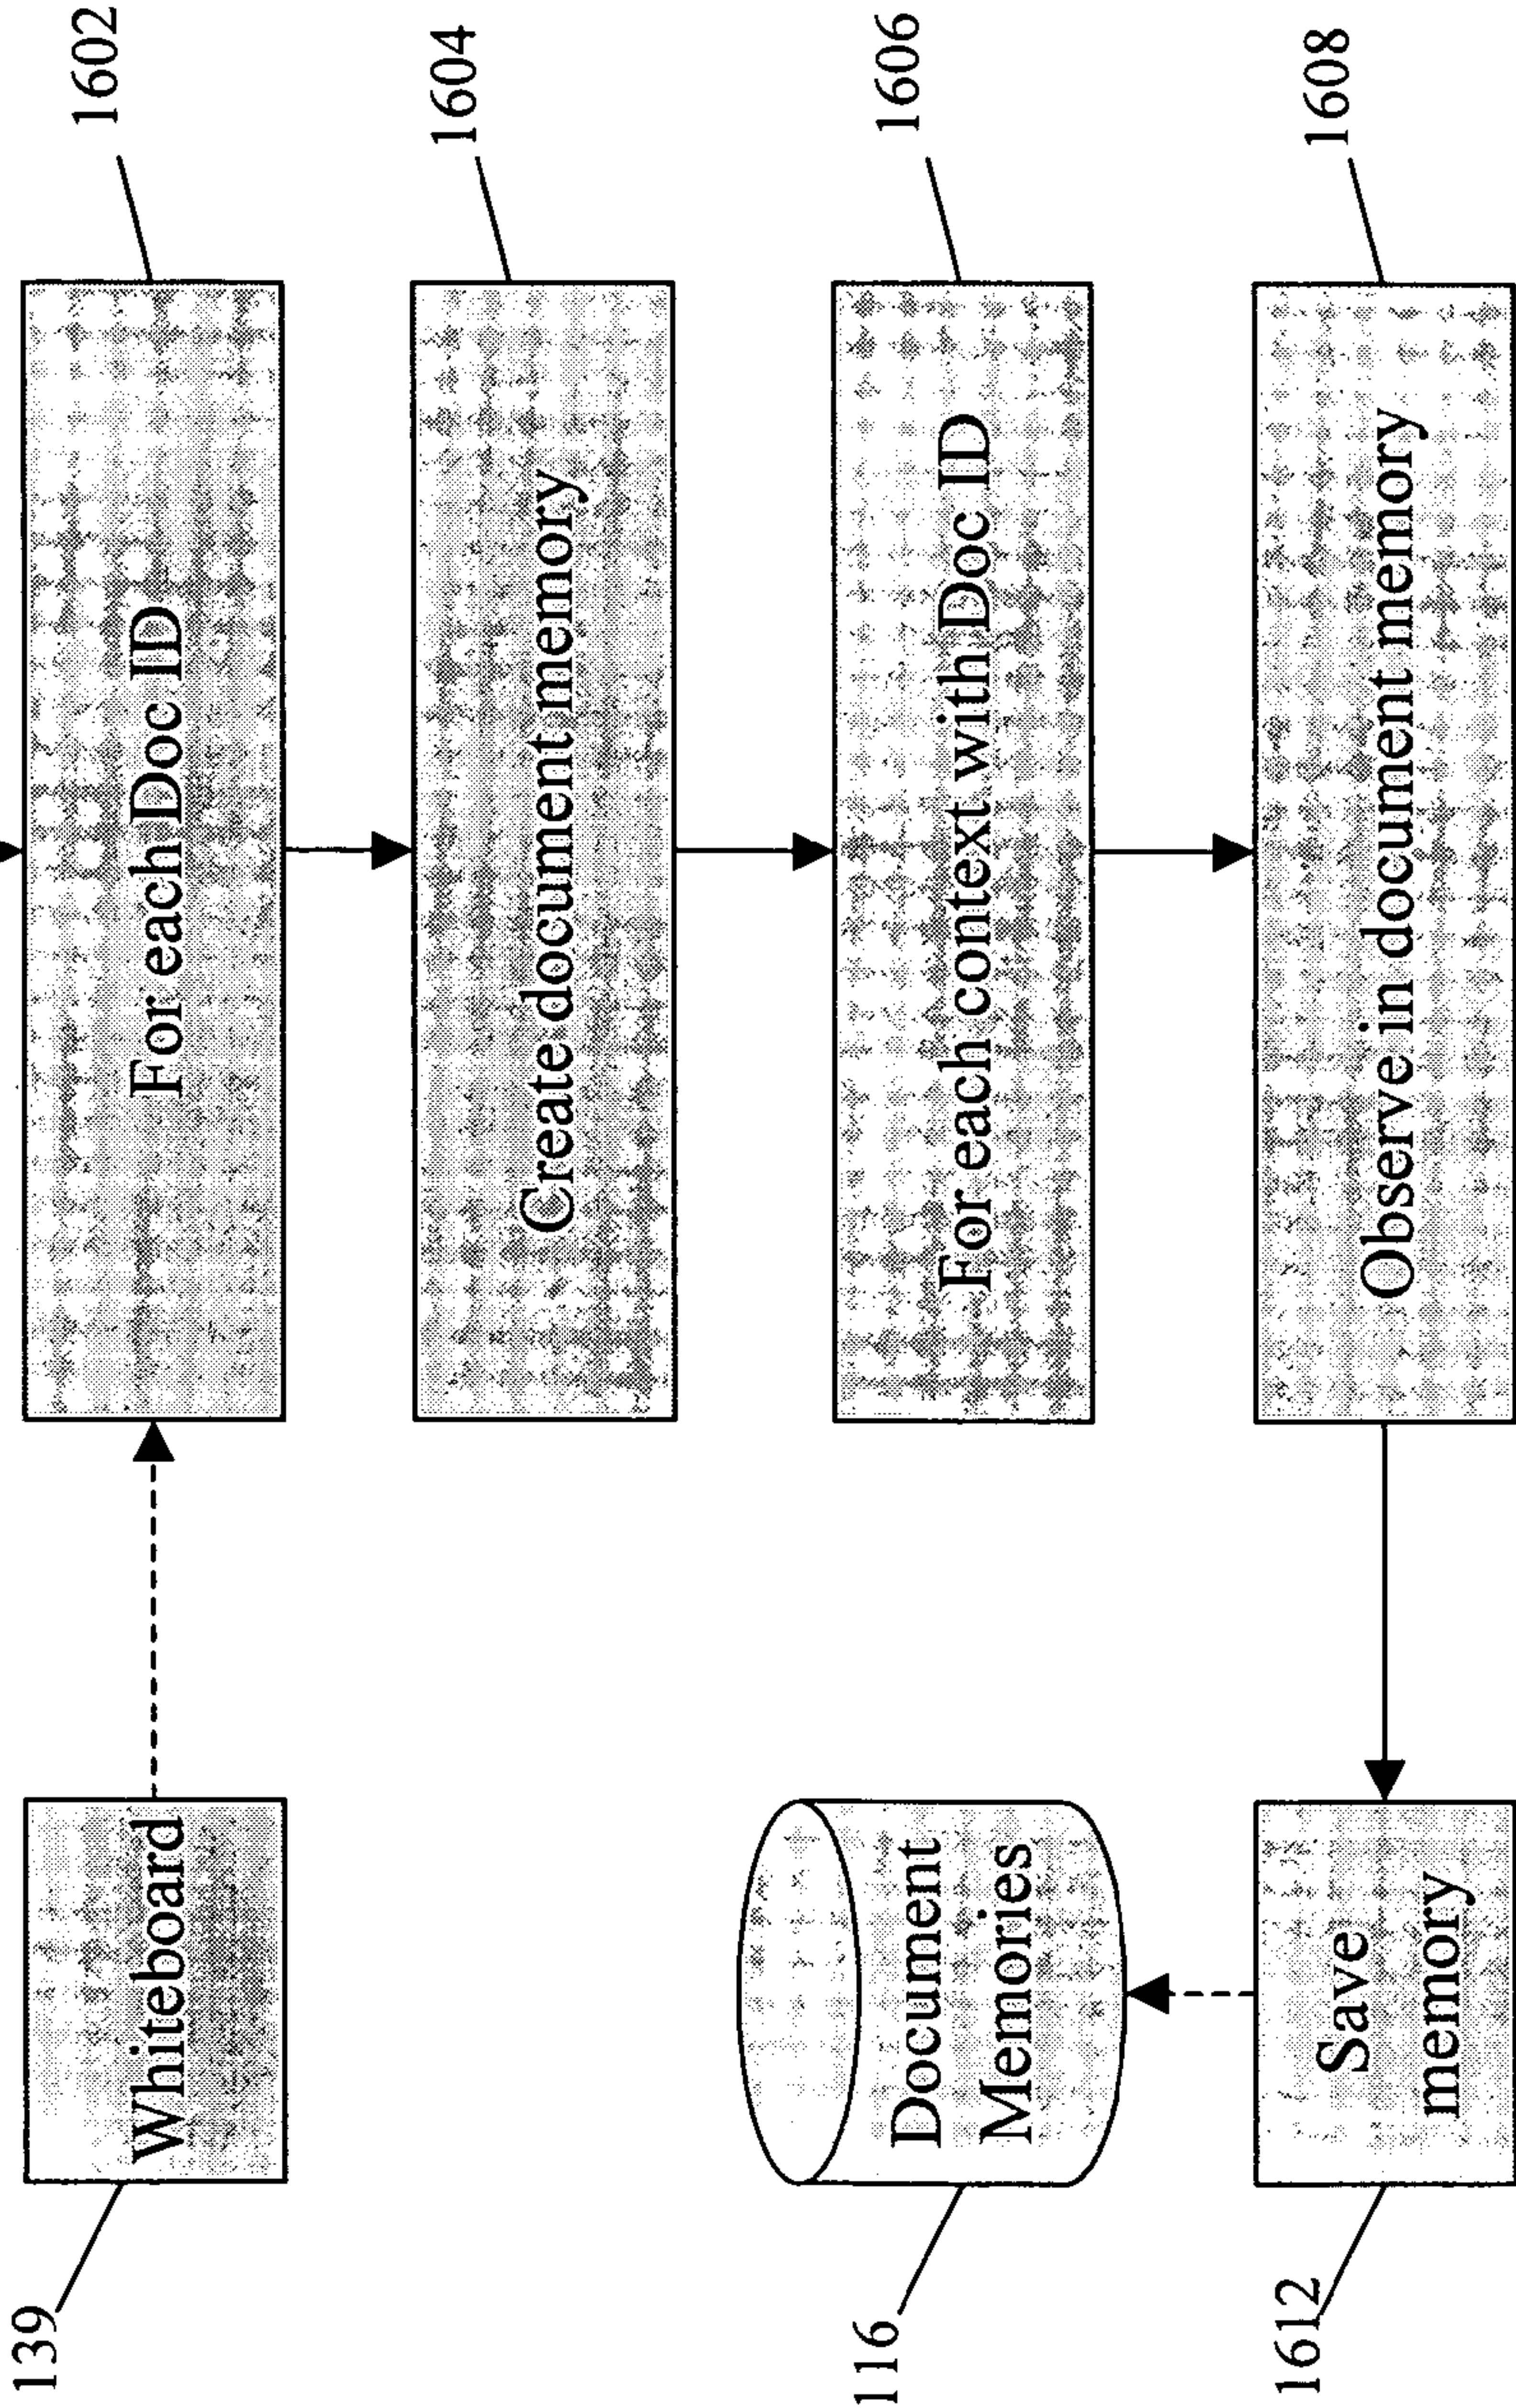 1602
For each Doc ID
Whiteboard
139
1604
Create document memory
1606
For each context with Doc ID
Document
Memories
116
1608
Observe in document memory
Save
memory
1612